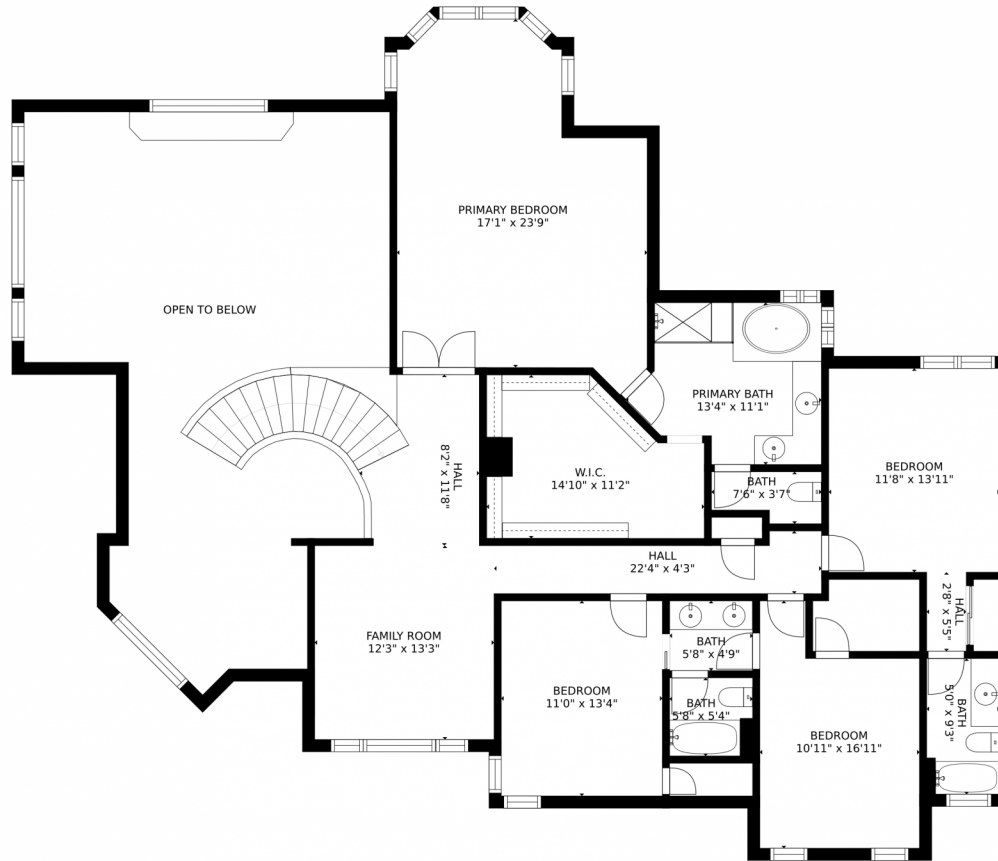 PRIMARY BEDROOM
17'1" x 23'9"
OPEN TO BELOW
PRIMARY BATH
13'4" x 11'1"
HALL
8'2" x 11'8"
W.I.C.
14'10" x 11'2"
BATH
7'6" x 3'7"
BEDROOM
11'8" x 13'11"
HALL
22'4" x 4'3"
HALL
2'8" x 5'5"
FAMILY ROOM
12'3" x 13'3"
BATH
5'8" x 4'9"
BEDROOM
11'0" x 13'4"
BATH
5'8" x 5'4"
BEDROOM
10'11" x 16'11"
BATH
5'0" x 9'3"